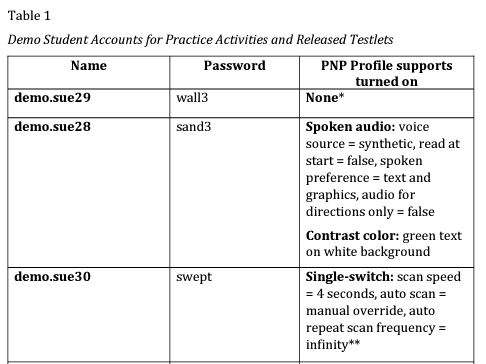 Table 1
Demo Student Accounts for Practice Activities and Released Testlets
Name Password PNP Profile supports
turned on
demo.sue29 wall3 None*
demo.sue28 sand3 Spoken audio: voice
source = synthetic, read at
start = false, spoken
preference = text and
graphics, audio for
directions only = false
Contrast color: green text
on white background
demo.sue30 swept Single-switch: scan speed
= 4 seconds, auto scan =
manual override, auto
repeat scan frequency =
infinity**